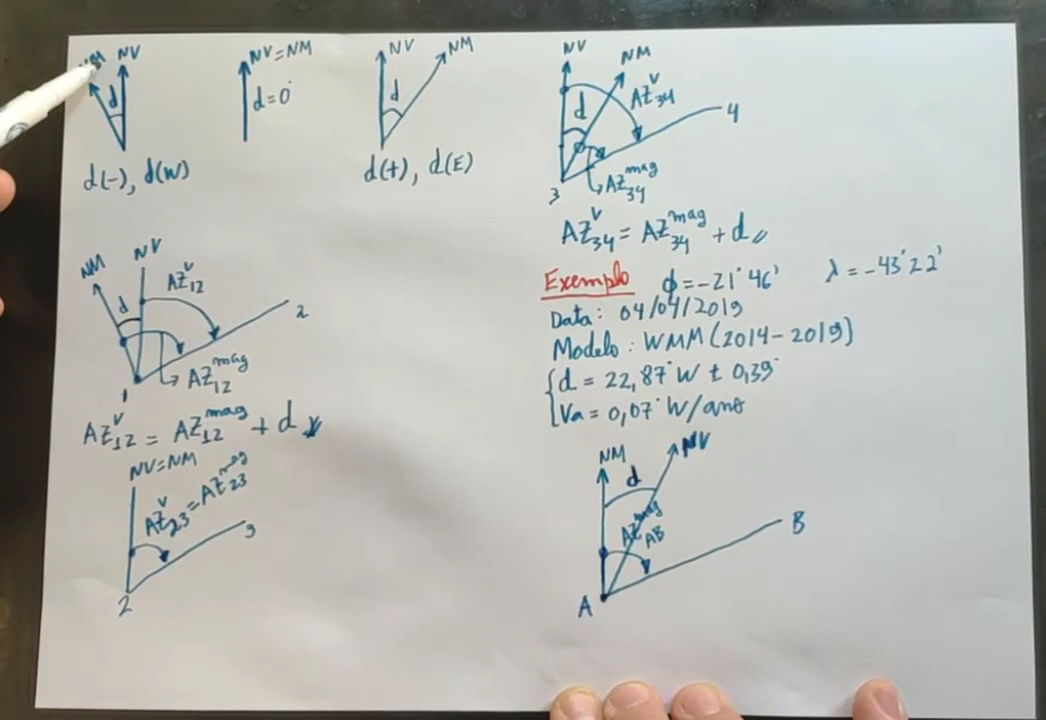 NM NV
d
d(-), d(W)
NV=NM
d=0°
NV NM
d
d(+), d(E)
NV NM
d AZ^V_34
4
3
AZ^mag_34
AZ^V_34 = AZ^mag_34 + d
NM NV
d AZ^V_12
2
1
AZ^mag_12
AZ^V_12 = AZ^mag_12 + d
NV=NM
AZ^V_23 = AZ^mag_23
3
2
Exemplo ϕ=-21°46' λ=-43°22'
Data: 04/04/2019
Modelo: WMM (2014-2019)
d = 22,87° W ± 0,39°
Va = 0,07° W/ano
NM NV
d
AZ^mag_AB
B
A